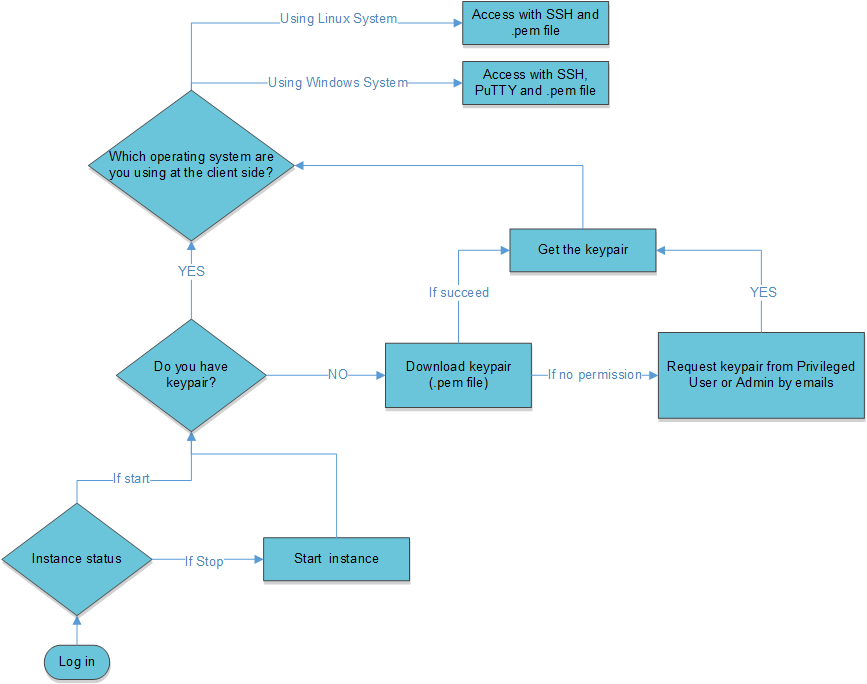 Using Linux System
Access with SSH and
.pem file
Using Windows System
Access with SSH,
PuTTY and .pem file
Which operating system are
you using at the client side?
Get the keypair
YES
If succeed
YES
Do you have
keypair?
NO
Download keypair
(.pem file)
If no permission
Request keypair from Privileged
User or Admin by emails
If start
Instance status
If Stop
Start instance
Log in